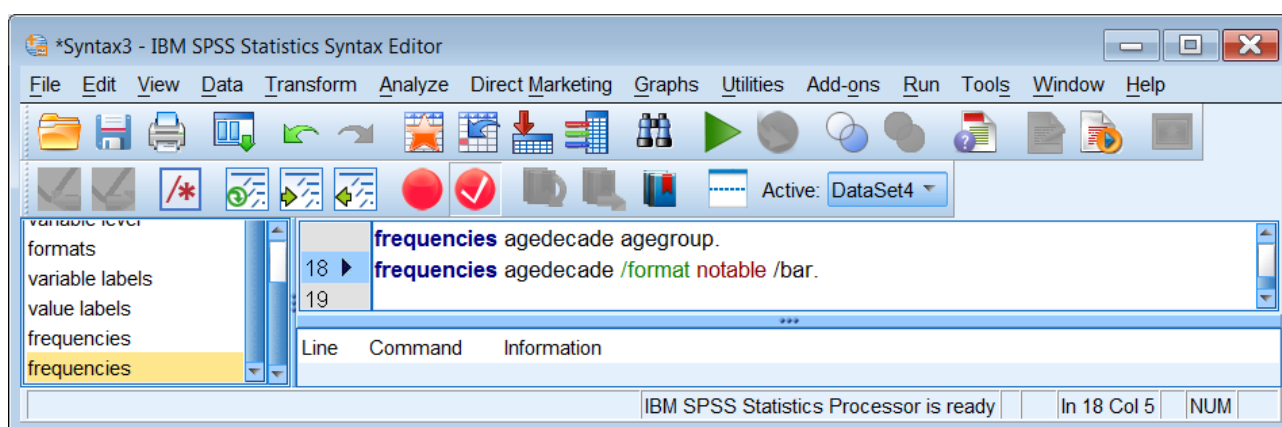 *Syntax3 - IBM SPSS Statistics Syntax Editor
File Edit View Data Transform Analyze Direct Marketing Graphs Utilities Add-ons Run Tools Window Help
/* Active: DataSet4
variable level
formats
variable labels
value labels
frequencies
frequencies
frequencies agedecade agegroup.
18 frequencies agedecade /format notable /bar.
19
Line Command Information
IBM SPSS Statistics Processor is ready In 18 Col 5 NUM